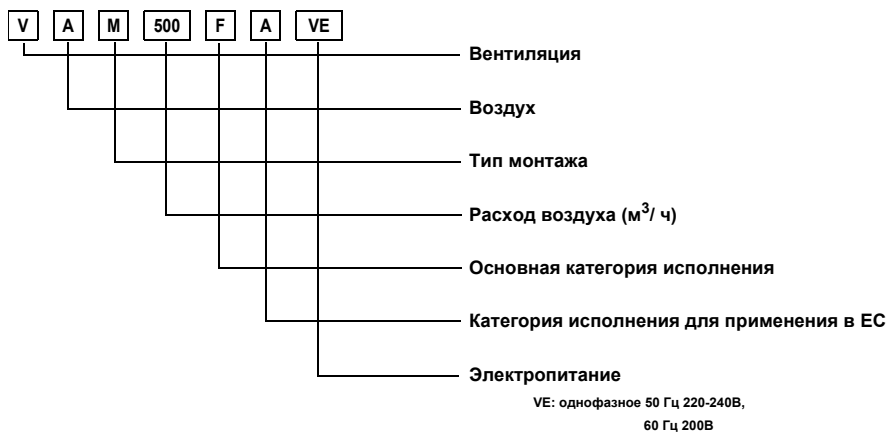 V A M 500 F A VE
Вентиляция
Воздух
Тип монтажа
Расход воздуха (м³/ ч)
Основная категория исполнения
Категория исполнения для применения в ЕС
Электропитание
VE: однофазное 50 Гц 220-240В,
60 Гц 200В